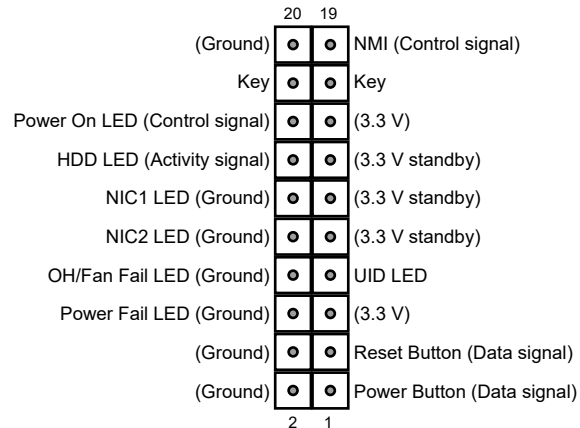 20 19
(Ground) NMI (Control signal)
Key Key
Power On LED (Control signal) (3.3 V)
HDD LED (Activity signal) (3.3 V standby)
NIC1 LED (Ground) (3.3 V standby)
NIC2 LED (Ground) (3.3 V standby)
OH/Fan Fail LED (Ground) UID LED
Power Fail LED (Ground) (3.3 V)
(Ground) Reset Button (Data signal)
(Ground) Power Button (Data signal)
2 1